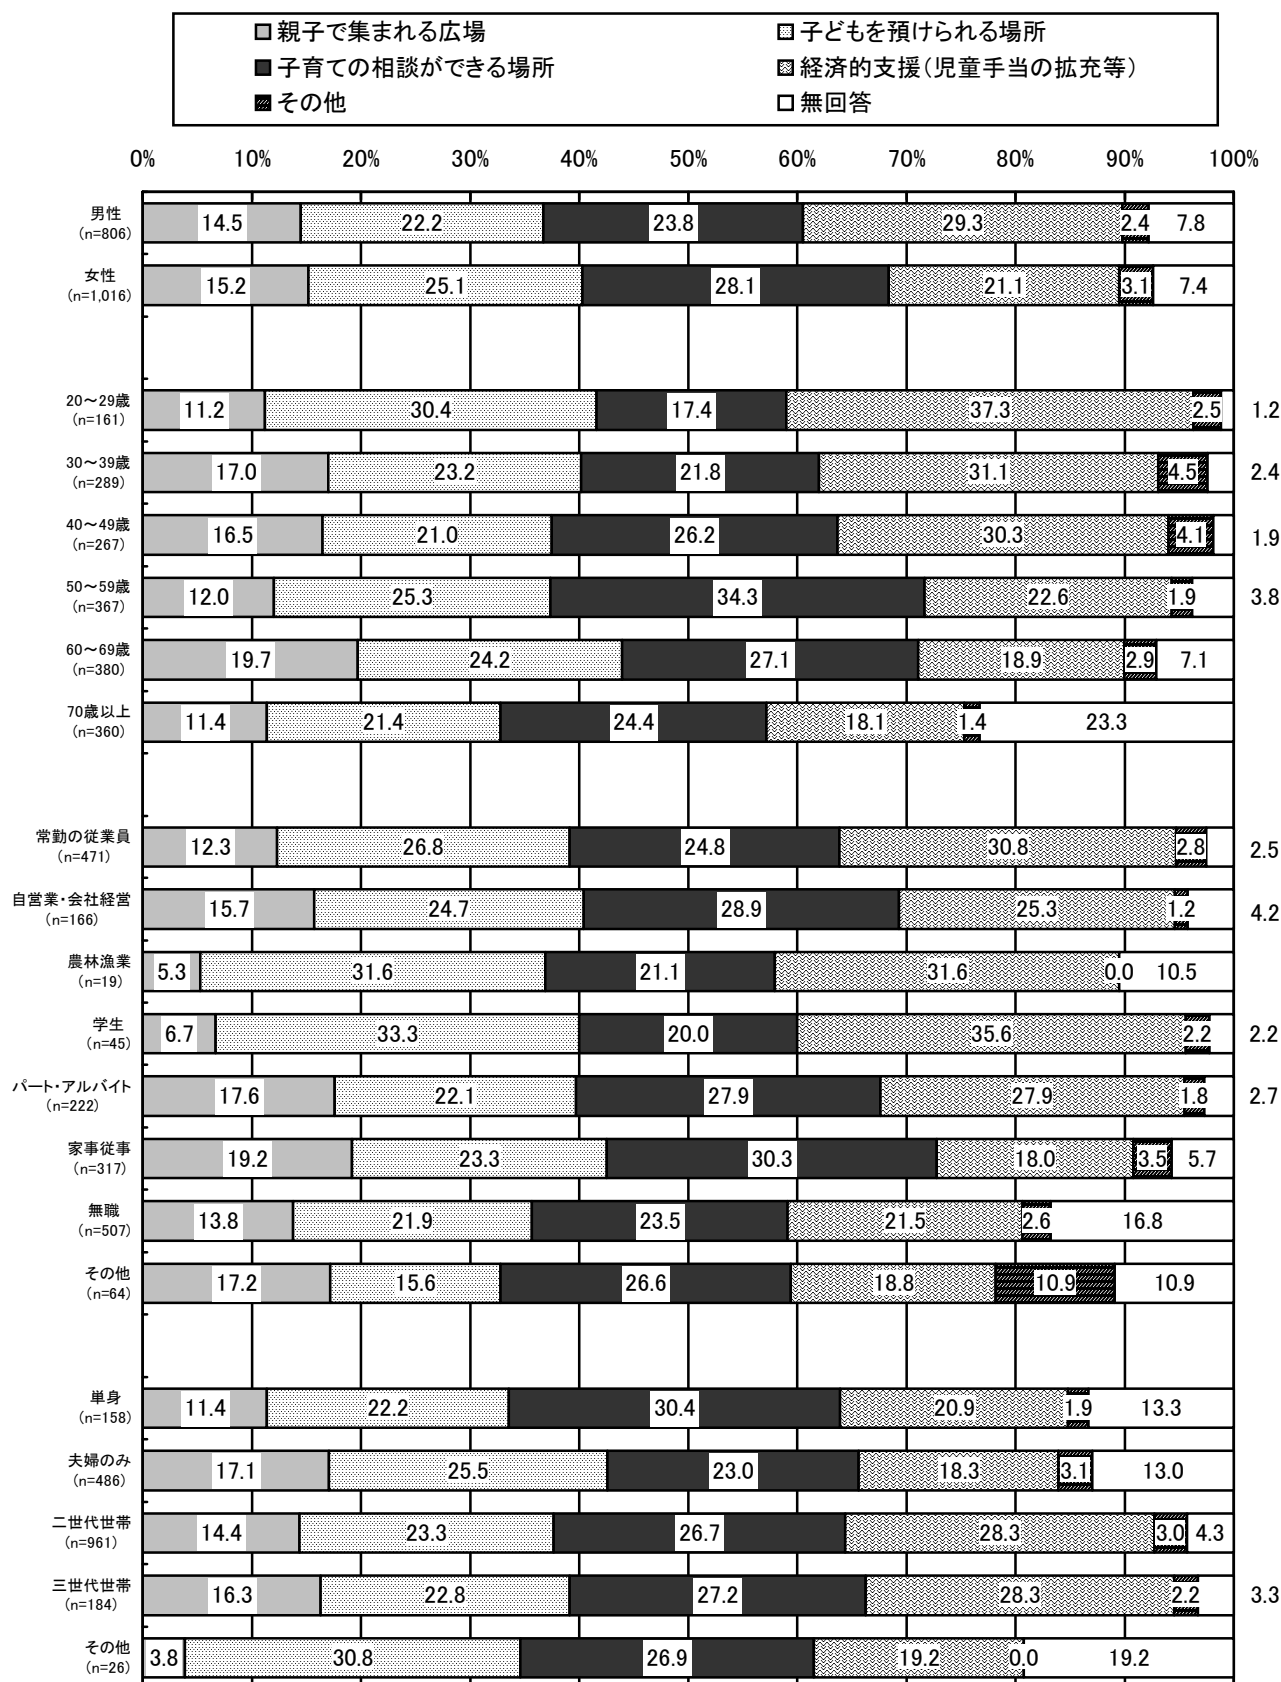 親子で集まれる広場 子どもを預けられる場所
子育ての相談ができる場所 経済的支援(児童手当の拡充等)
その他 無回答
0% 10% 20% 30% 40% 50% 60% 70% 80% 90% 100%
男性
(n=806)
14.5 22.2 23.8 29.3 2.4 7.8
女性
(n=1,016)
15.2 25.1 28.1 21.1 3.1 7.4
20～29歳
(n=161)
11.2 30.4 17.4 37.3 2.5 1.2
30～39歳
(n=289)
17.0 23.2 21.8 31.1 4.5 2.4
40～49歳
(n=267)
16.5 21.0 26.2 30.3 4.1 1.9
50～59歳
(n=367)
12.0 25.3 34.3 22.6 1.9 3.8
60～69歳
(n=380)
19.7 24.2 27.1 18.9 2.9 7.1
70歳以上
(n=360)
11.4 21.4 24.4 18.1 1.4 23.3
常勤の従業員
(n=471)
12.3 26.8 24.8 30.8 2.8 2.5
自営業・会社経営
(n=166)
15.7 24.7 28.9 25.3 1.2 4.2
農林漁業
(n=19)
5.3 31.6 21.1 31.6 0.0 10.5
学生
(n=45)
6.7 33.3 20.0 35.6 2.2 2.2
パート・アルバイト
(n=222)
17.6 22.1 27.9 27.9 1.8 2.7
家事従事
(n=317)
19.2 23.3 30.3 18.0 3.5 5.7
無職
(n=507)
13.8 21.9 23.5 21.5 2.6 16.8
その他
(n=64)
17.2 15.6 26.6 18.8 10.9 10.9
単身
(n=158)
11.4 22.2 30.4 20.9 1.9 13.3
夫婦のみ
(n=486)
17.1 25.5 23.0 18.3 3.1 13.0
二世代世帯
(n=961)
14.4 23.3 26.7 28.3 3.0 4.3
三世代世帯
(n=184)
16.3 22.8 27.2 28.3 2.2 3.3
その他
(n=26)
3.8 30.8 26.9 19.2 0.0 19.2